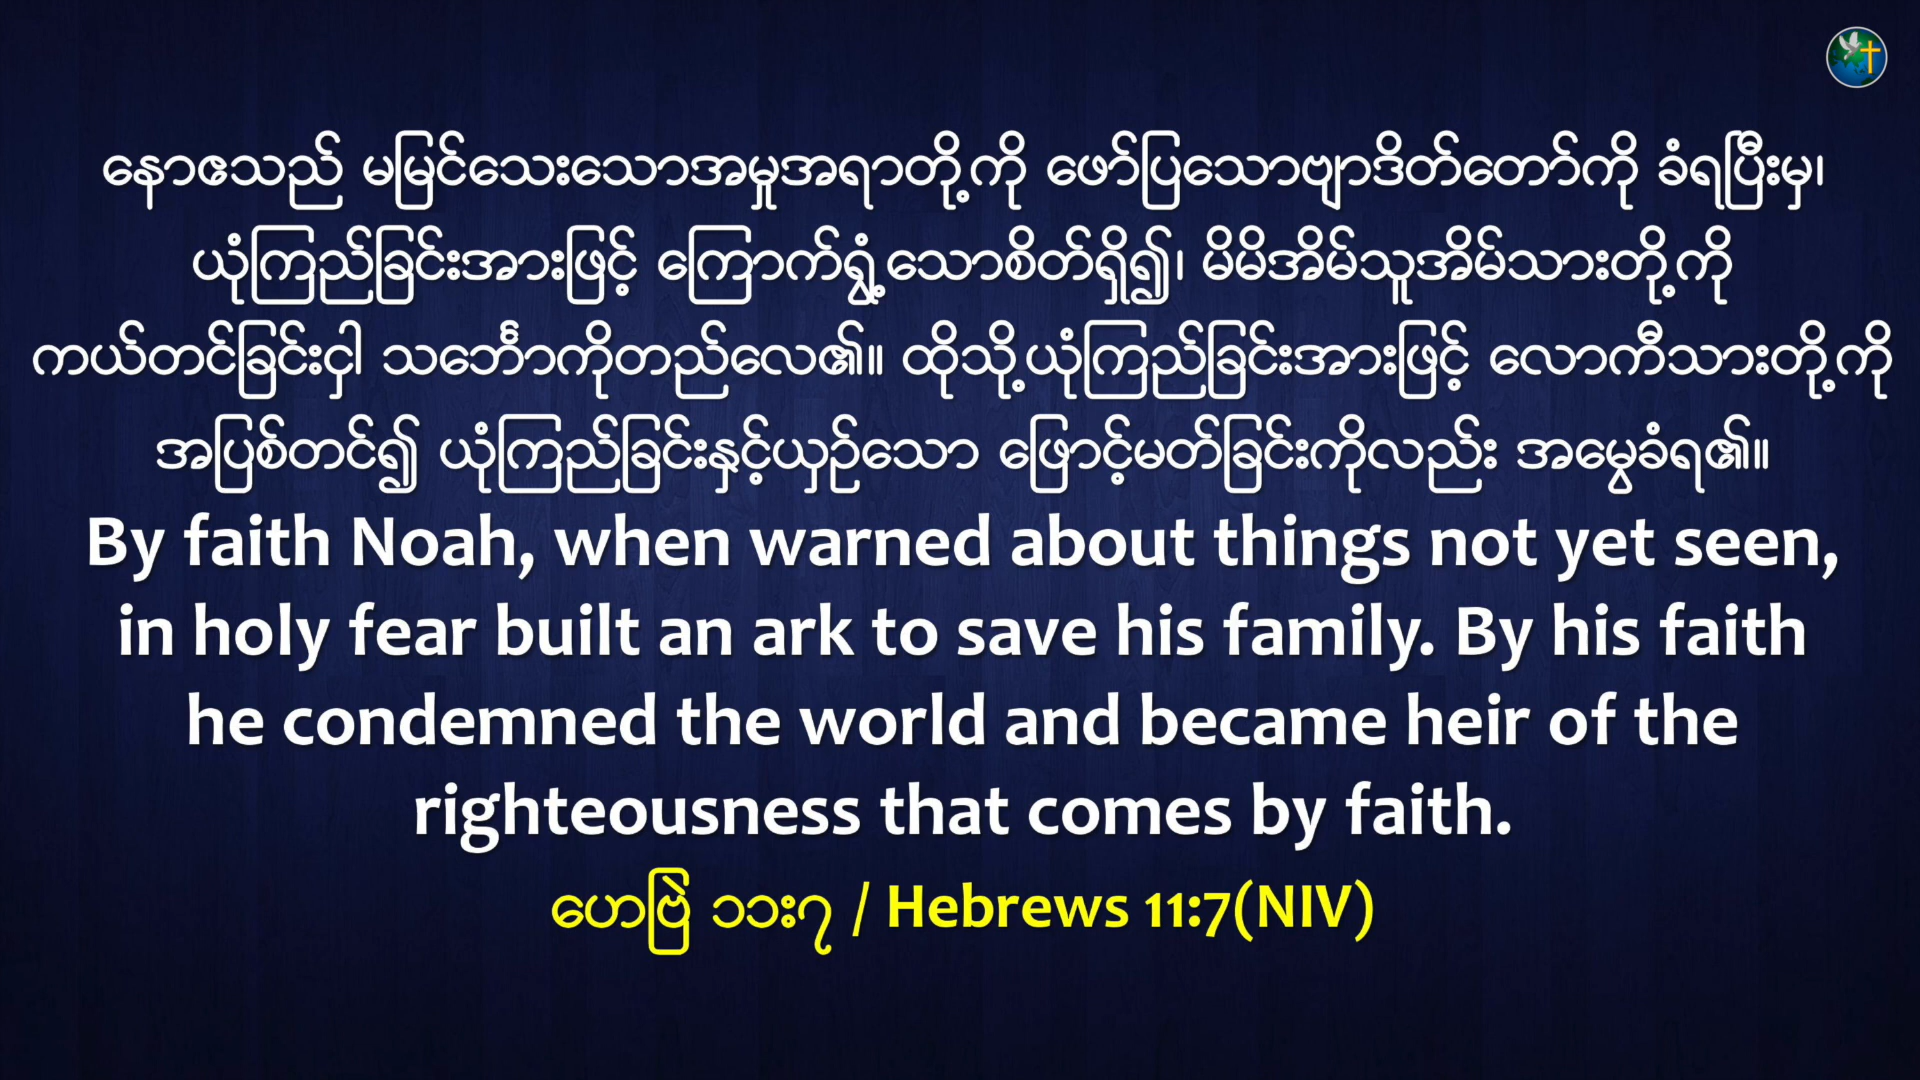 နောဧသည် မမြင်သေးသောအမှုအရာတို့ကို ဖော်ပြသောဗျာဒိတ်တော်ကို ခံရပြီးမှ၊
ယုံကြည်ခြင်းအားဖြင့် ကြောက်ရွံ့သောစိတ်ရှိ၍၊ မိမိအိမ်သူအိမ်သားတို့ကို
ကယ်တင်ခြင်းငှါ သင်္ဘောကိုတည်လေ၏။ ထိုသို့ယုံကြည်ခြင်းအားဖြင့် လောကီသားတို့ကို
အပြစ်တင်၍ ယုံကြည်ခြင်းနှင့်ယှဉ်သော ဖြောင့်မတ်ခြင်းကိုလည်း အမွေခံရ၏။
By faith Noah, when warned about things not yet seen,
in holy fear built an ark to save his family. By his faith
he condemned the world and became heir of the
righteousness that comes by faith.
ဟေဗြဲ ၁၁း၇ / Hebrews 11:7(NIV)